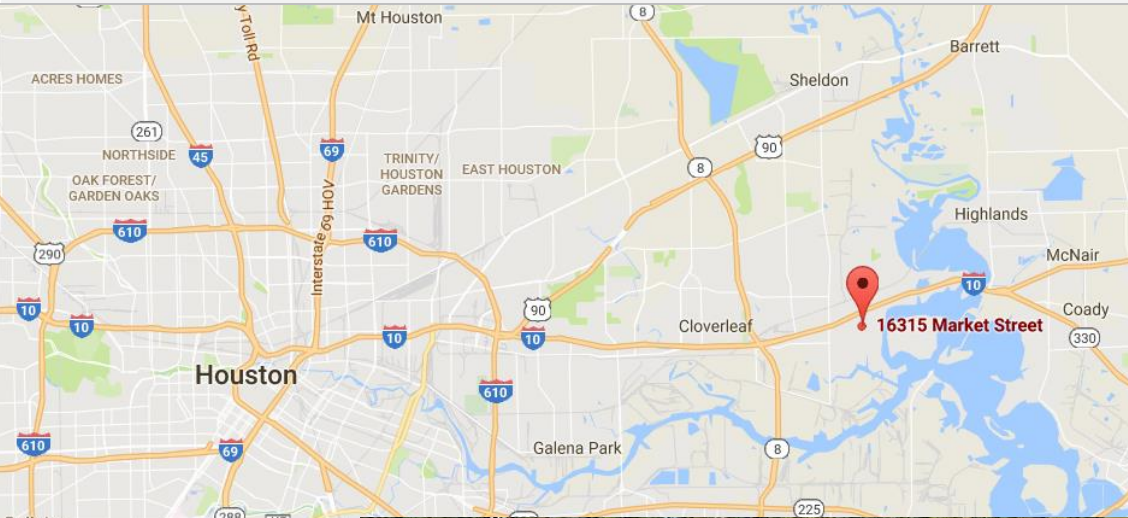 8
y Toll Rd
Mt Houston
Barrett
ACRES HOMES
Sheldon
261
NORTHSIDE
45
69
90
TRINITY/
HOUSTON
GARDENS
EAST HOUSTON
8
OAK FOREST/
GARDEN OAKS
Interstate 69 HOV
Highlands
610
610
290
McNair
10
10
90
10
Coady
10
10
Cloverleaf
16315 Market Street
330
Houston
610
610
69
Galena Park
8
288
225